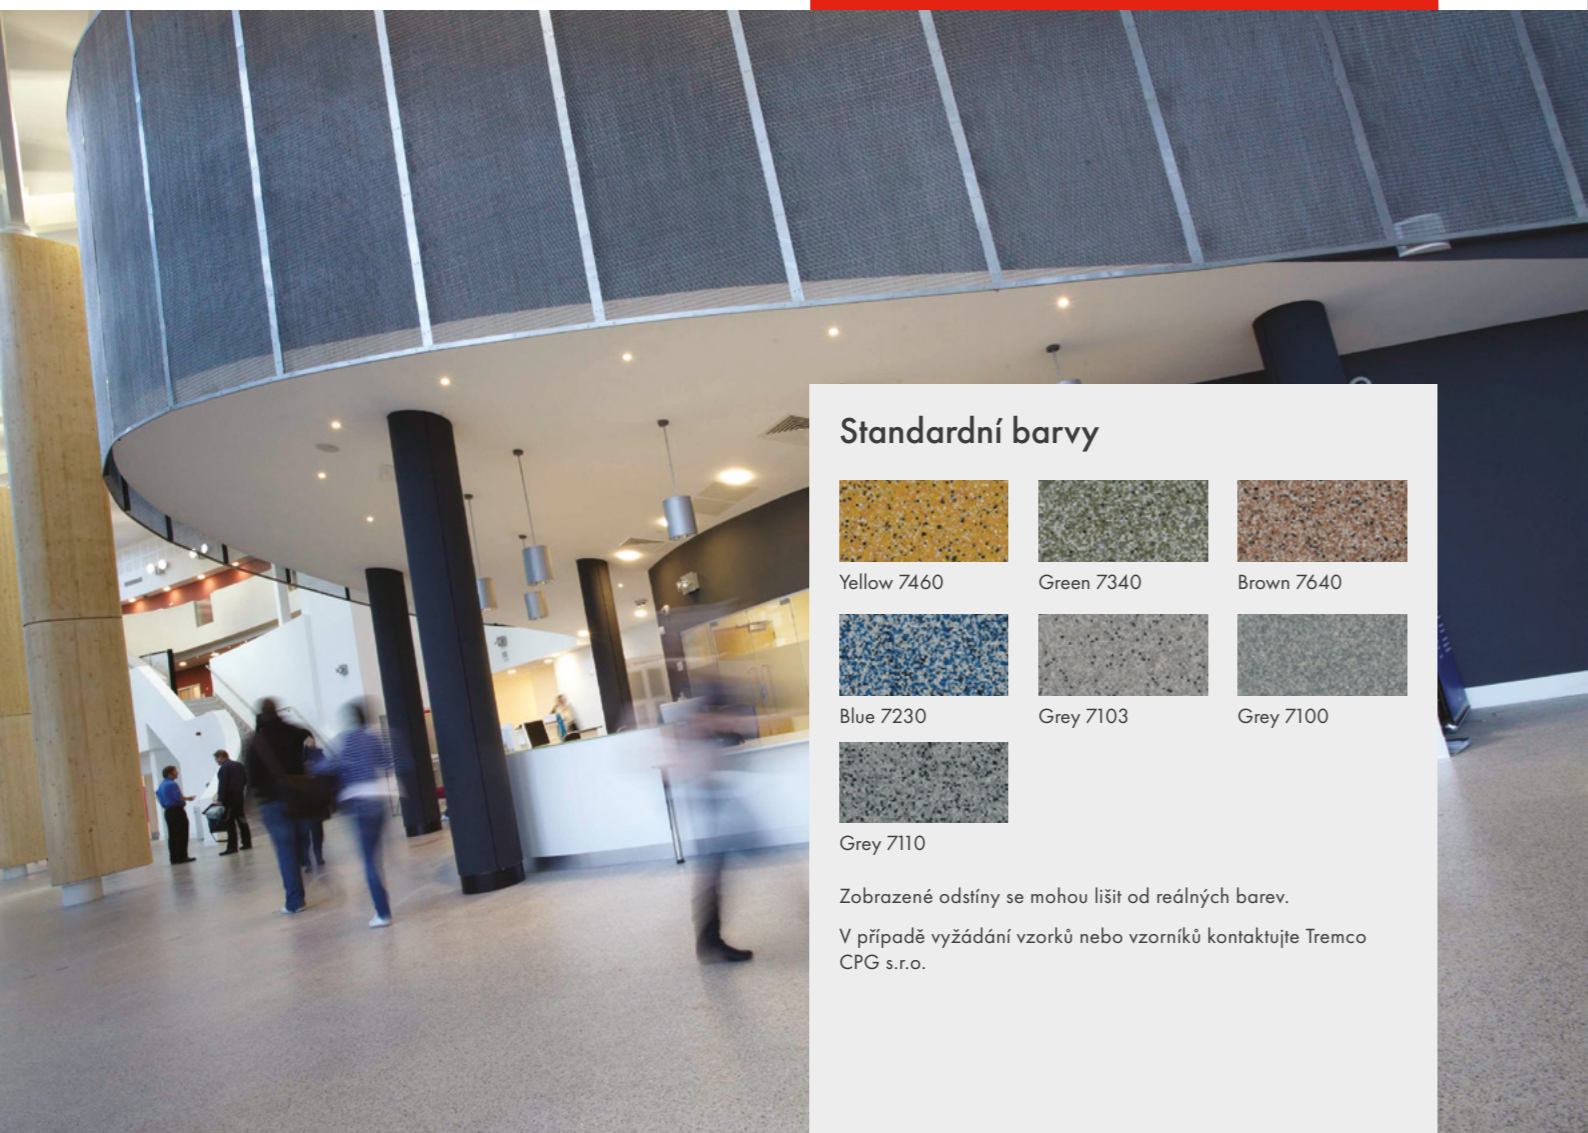 Standardní barvy
Yellow 7460
Green 7340
Brown 7640
Blue 7230
Grey 7103
Grey 7100
Grey 7110
Zobrazené odstíny se mohou lišit od reálných barev.
V případě vyžádání vzorků nebo vzorníků kontaktujte Tremco
CPG s.r.o.